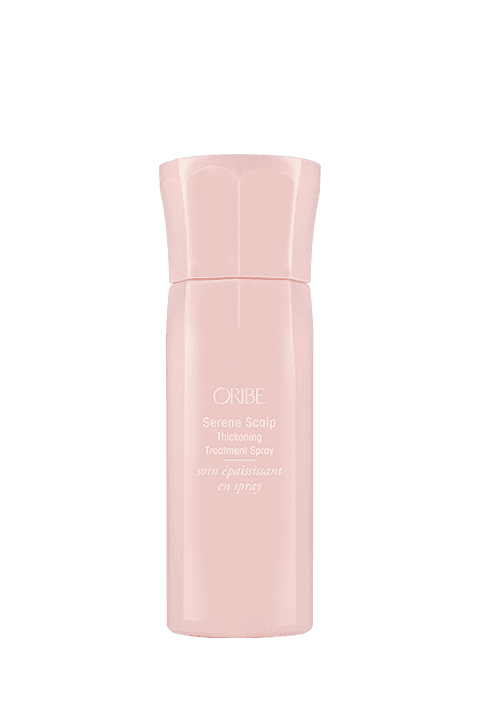 ORIBE
Serene Scalp
Thickening
Treatment Spray
soin épaississant
en spray